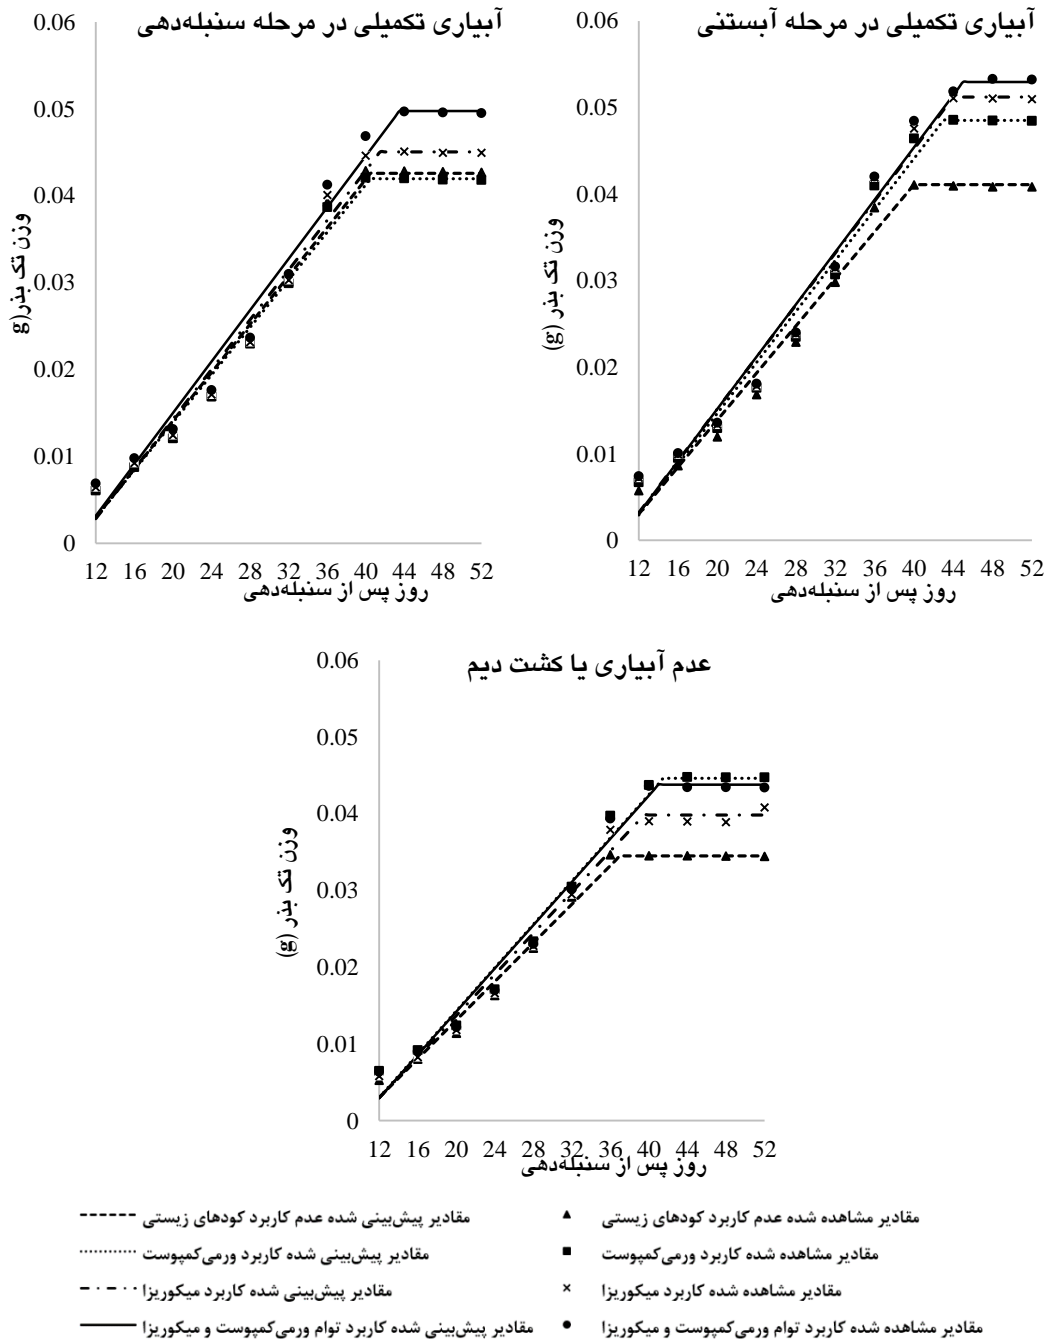 آبیاری تکمیلی در مرحله سنبله‌دهی
0.06
0.05
0.04
0.03
0.02
0.01
0
وزن تک بذر(g
12 16 20 24 28 32 36 40 44 48 52
روز پس از سنبله‌دهی
آبیاری تکمیلی در مرحله آبستنی
0.06
0.05
0.04
0.03
0.02
0.01
0
وزن تک بذر (g)
12 16 20 24 28 32 36 40 44 48 52
روز پس از سنبله‌دهی
عدم آبیاری یا کشت دیم
0.06
0.05
0.04
0.03
0.02
0.01
0
وزن تک بذر (g)
12 16 20 24 28 32 36 40 44 48 52
روز پس از سنبله‌دهی
مقادیر مشاهده شده عدم کاربرد کودهای زیستی
مقادیر پیش‌بینی شده عدم کاربرد کودهای زیستی
مقادیر مشاهده شده کاربرد ورمی‌کمپوست
مقادیر پیش‌بینی شده کاربرد ورمی‌کمپوست
مقادیر مشاهده شده کاربرد میکوریزا
مقادیر پیش‌بینی شده کاربرد میکوریزا
مقادیر مشاهده شده کاربرد توام ورمی‌کمپوست و میکوریزا
مقادیر پیش‌بینی شده کاربرد توام ورمی‌کمپوست و میکوریزا